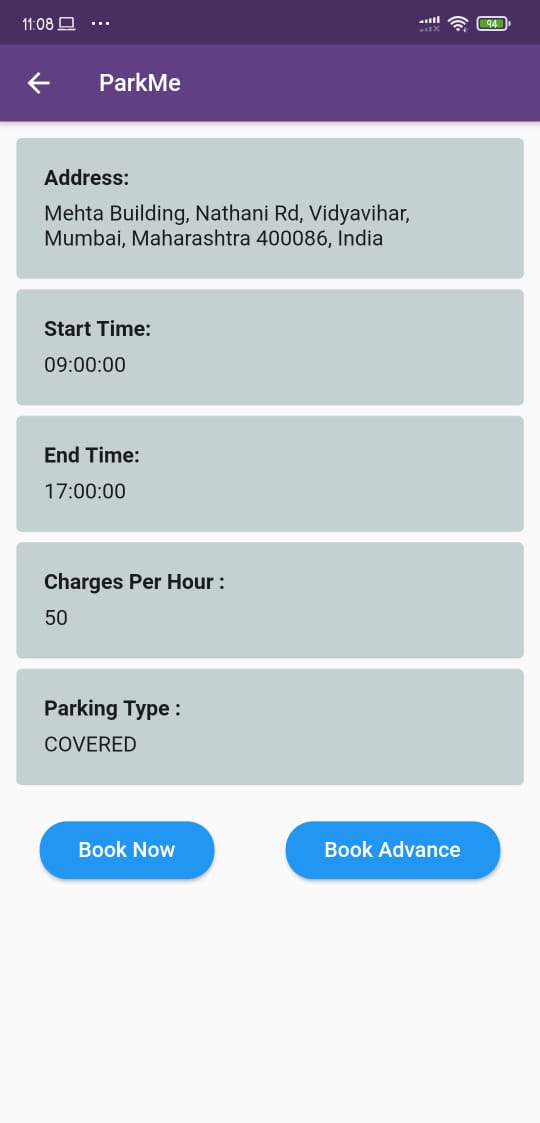 11:08
94
ParkMe
Address:
Mehta Building, Nathani Rd, Vidyavihar,
Mumbai, Maharashtra 400086, India
Start Time:
09:00:00
End Time:
17:00:00
Charges Per Hour :
50
Parking Type :
COVERED
Book Now
Book Advance